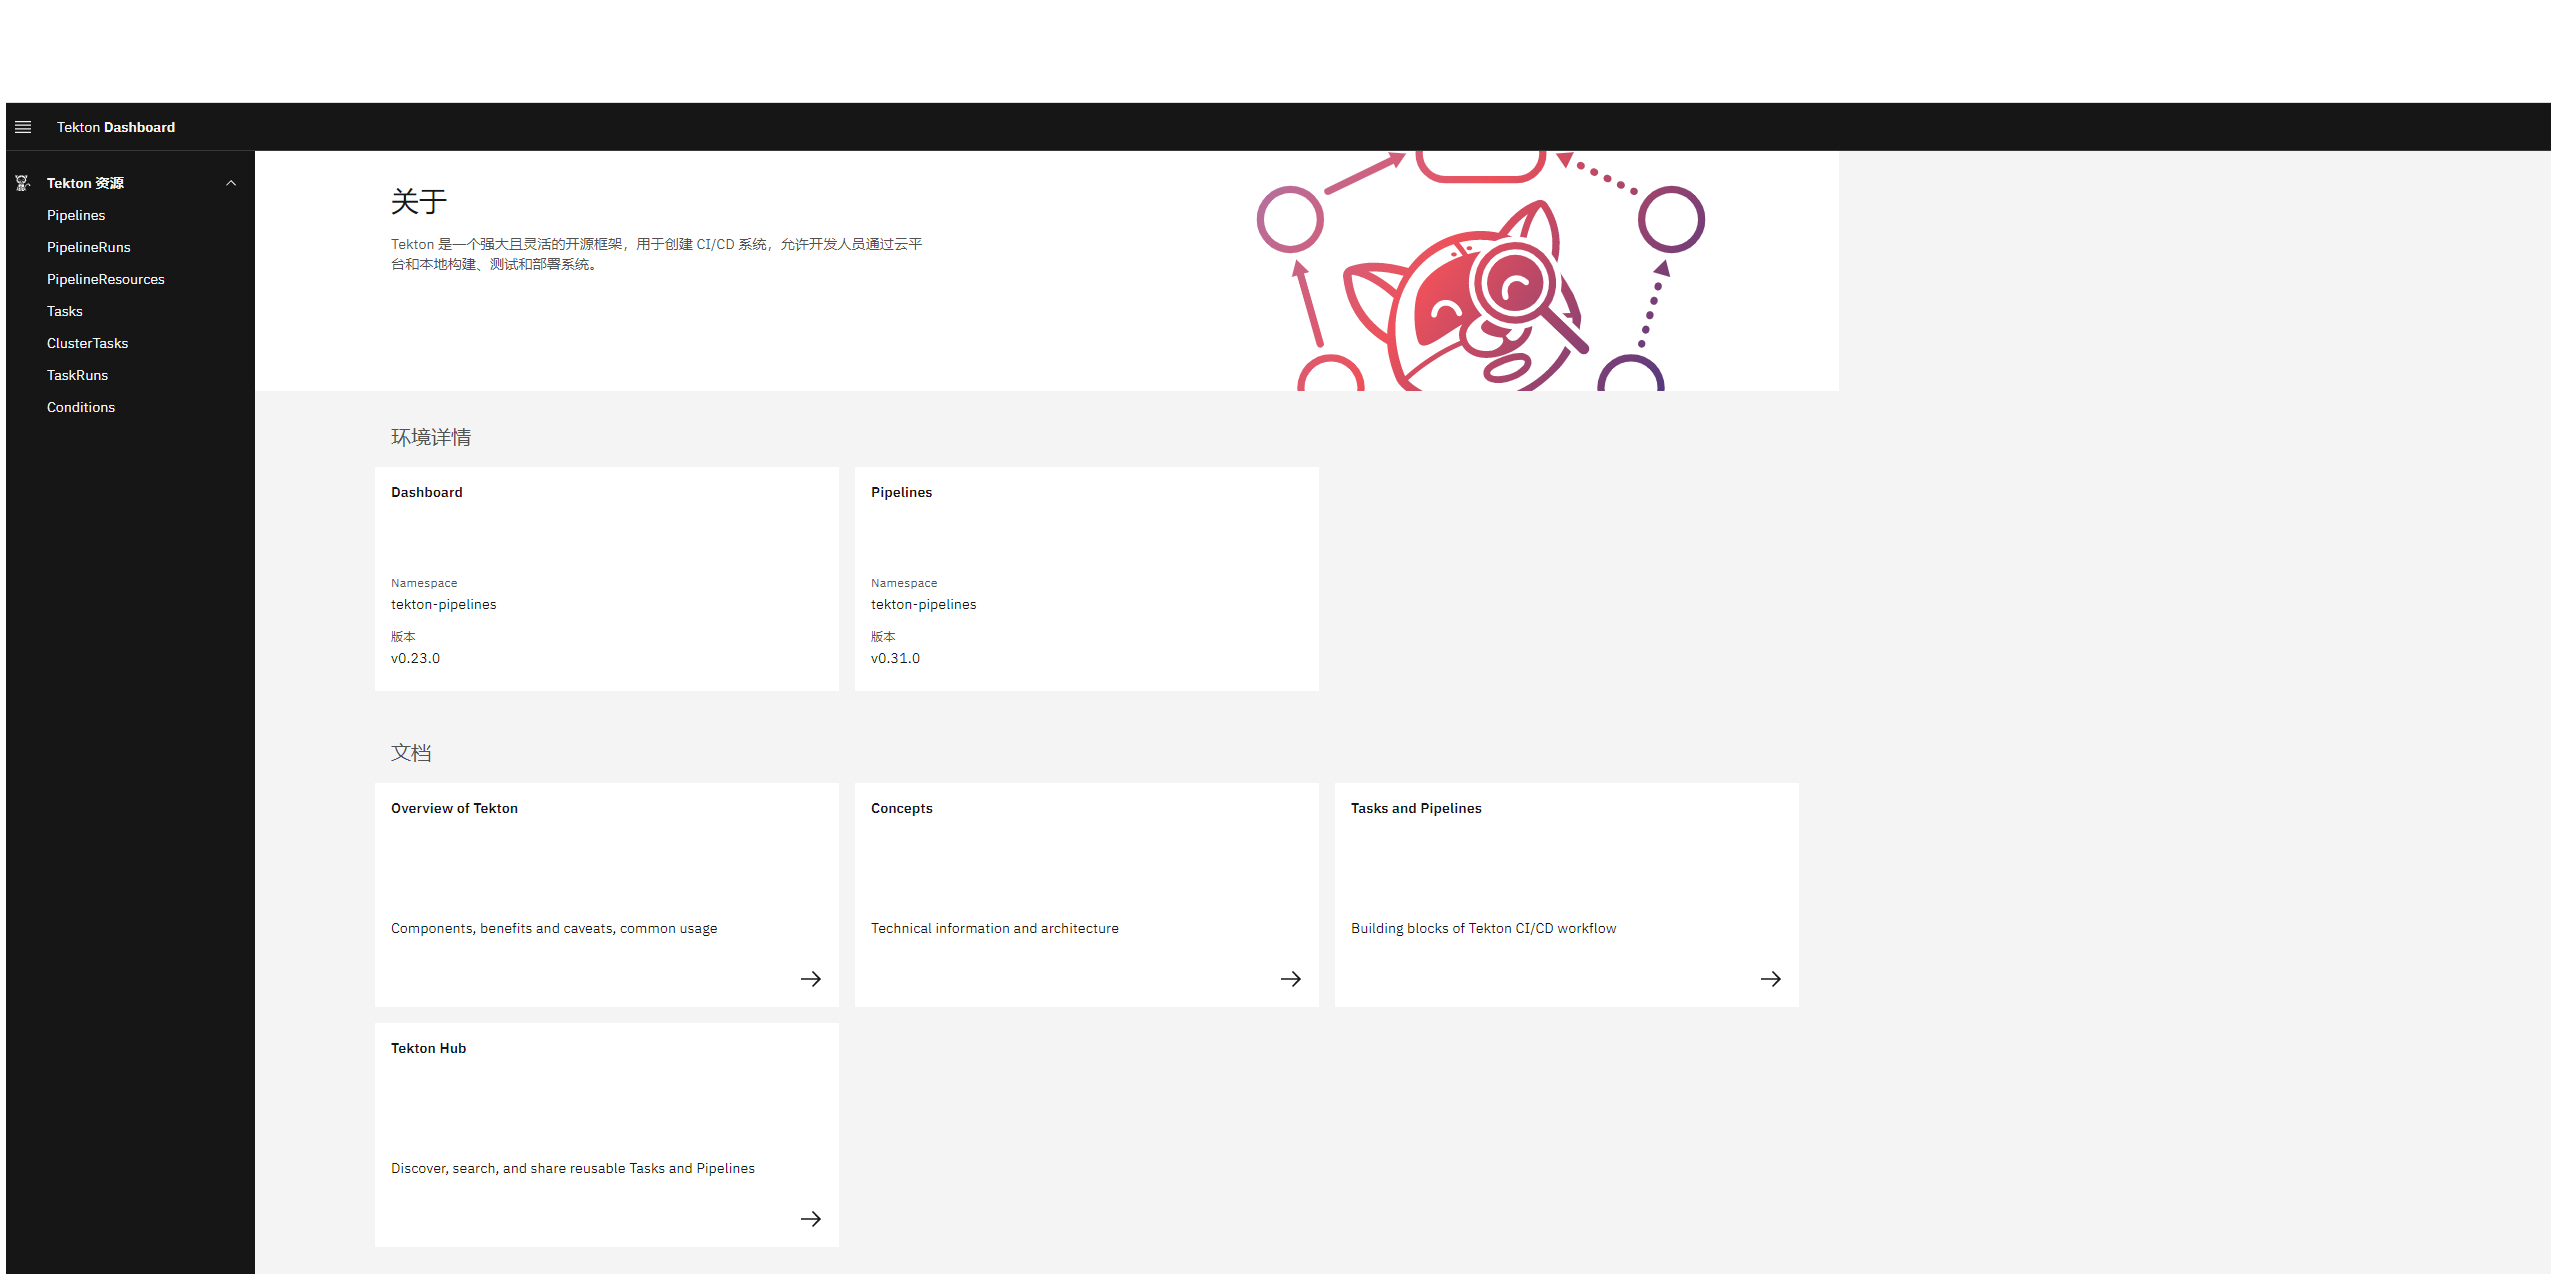 Tekton Dashboard
Tekton 资源
Pipelines
PipelineRuns
PipelineResources
Tasks
ClusterTasks
TaskRuns
Conditions
关于
Tekton 是一个强大且灵活的开源框架，用于创建 CI/CD 系统，允许开发人员通过云平
台和本地构建、测试和部署系统。
环境详情
Dashboard
Namespace
tekton-pipelines
版本
v0.23.0
Pipelines
Namespace
tekton-pipelines
版本
v0.31.0
文档
Overview of Tekton
Components, benefits and caveats, common usage
Concepts
Technical information and architecture
Tasks and Pipelines
Building blocks of Tekton CI/CD workflow
Tekton Hub
Discover, search, and share reusable Tasks and Pipelines